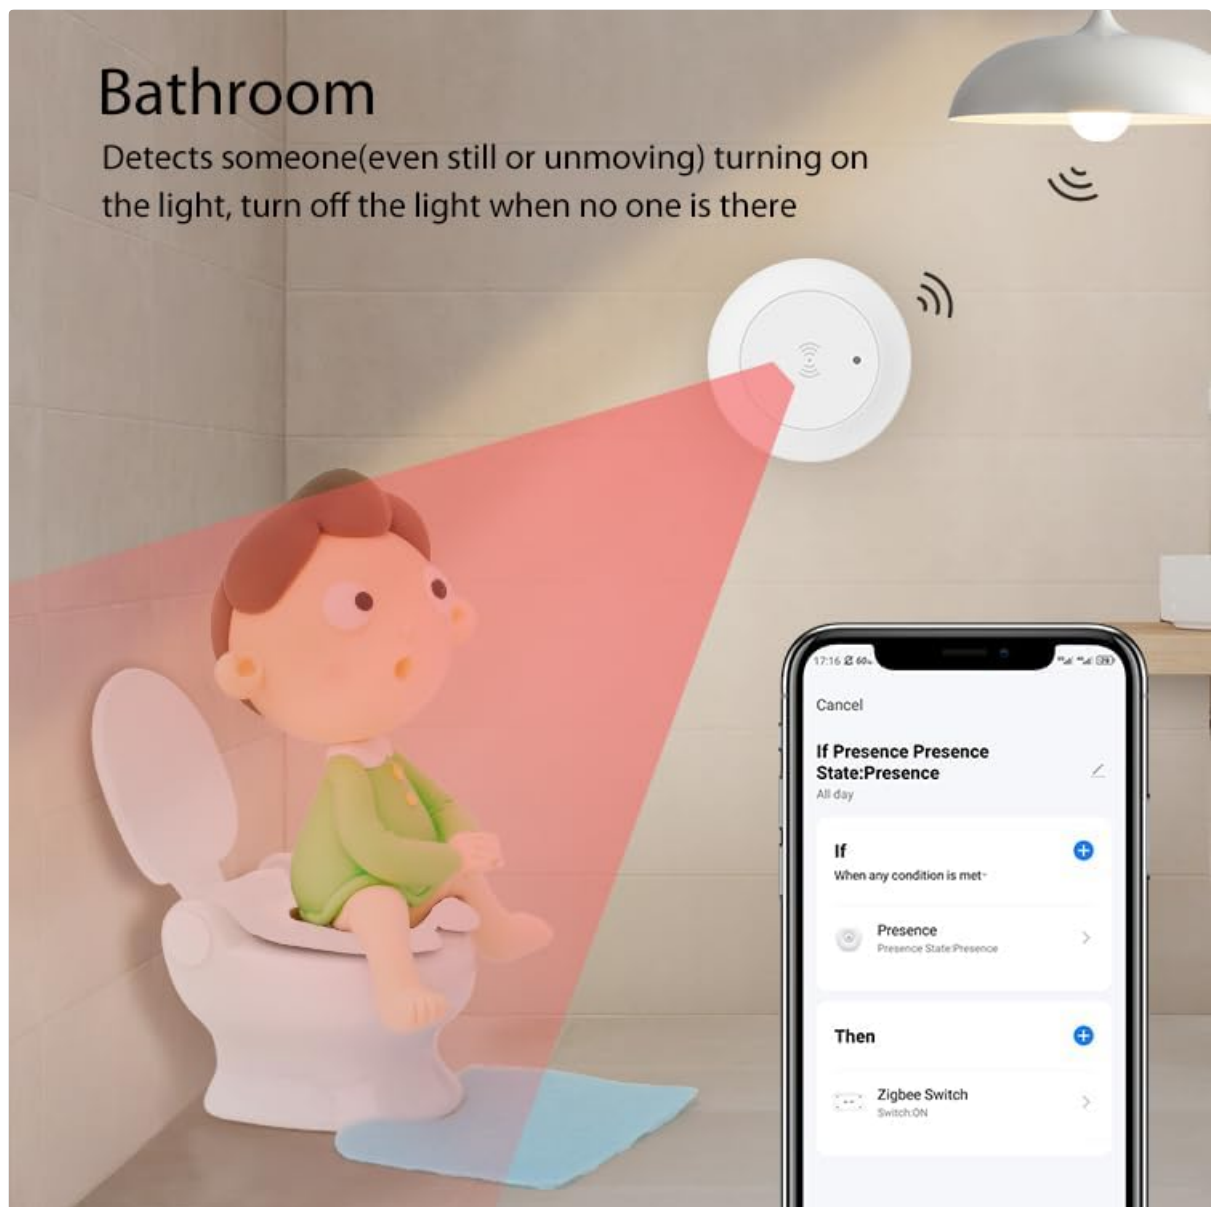 Bathroom
Detects someone(even still or unmoving) turning on
the light, turn off the light when no one is there
17:16
Cancel
If Presence Presence
State:Presence
All day
If
When any condition is met
Presence
Presence State:Presence
Then
Zigbee Switch
Switch:ON